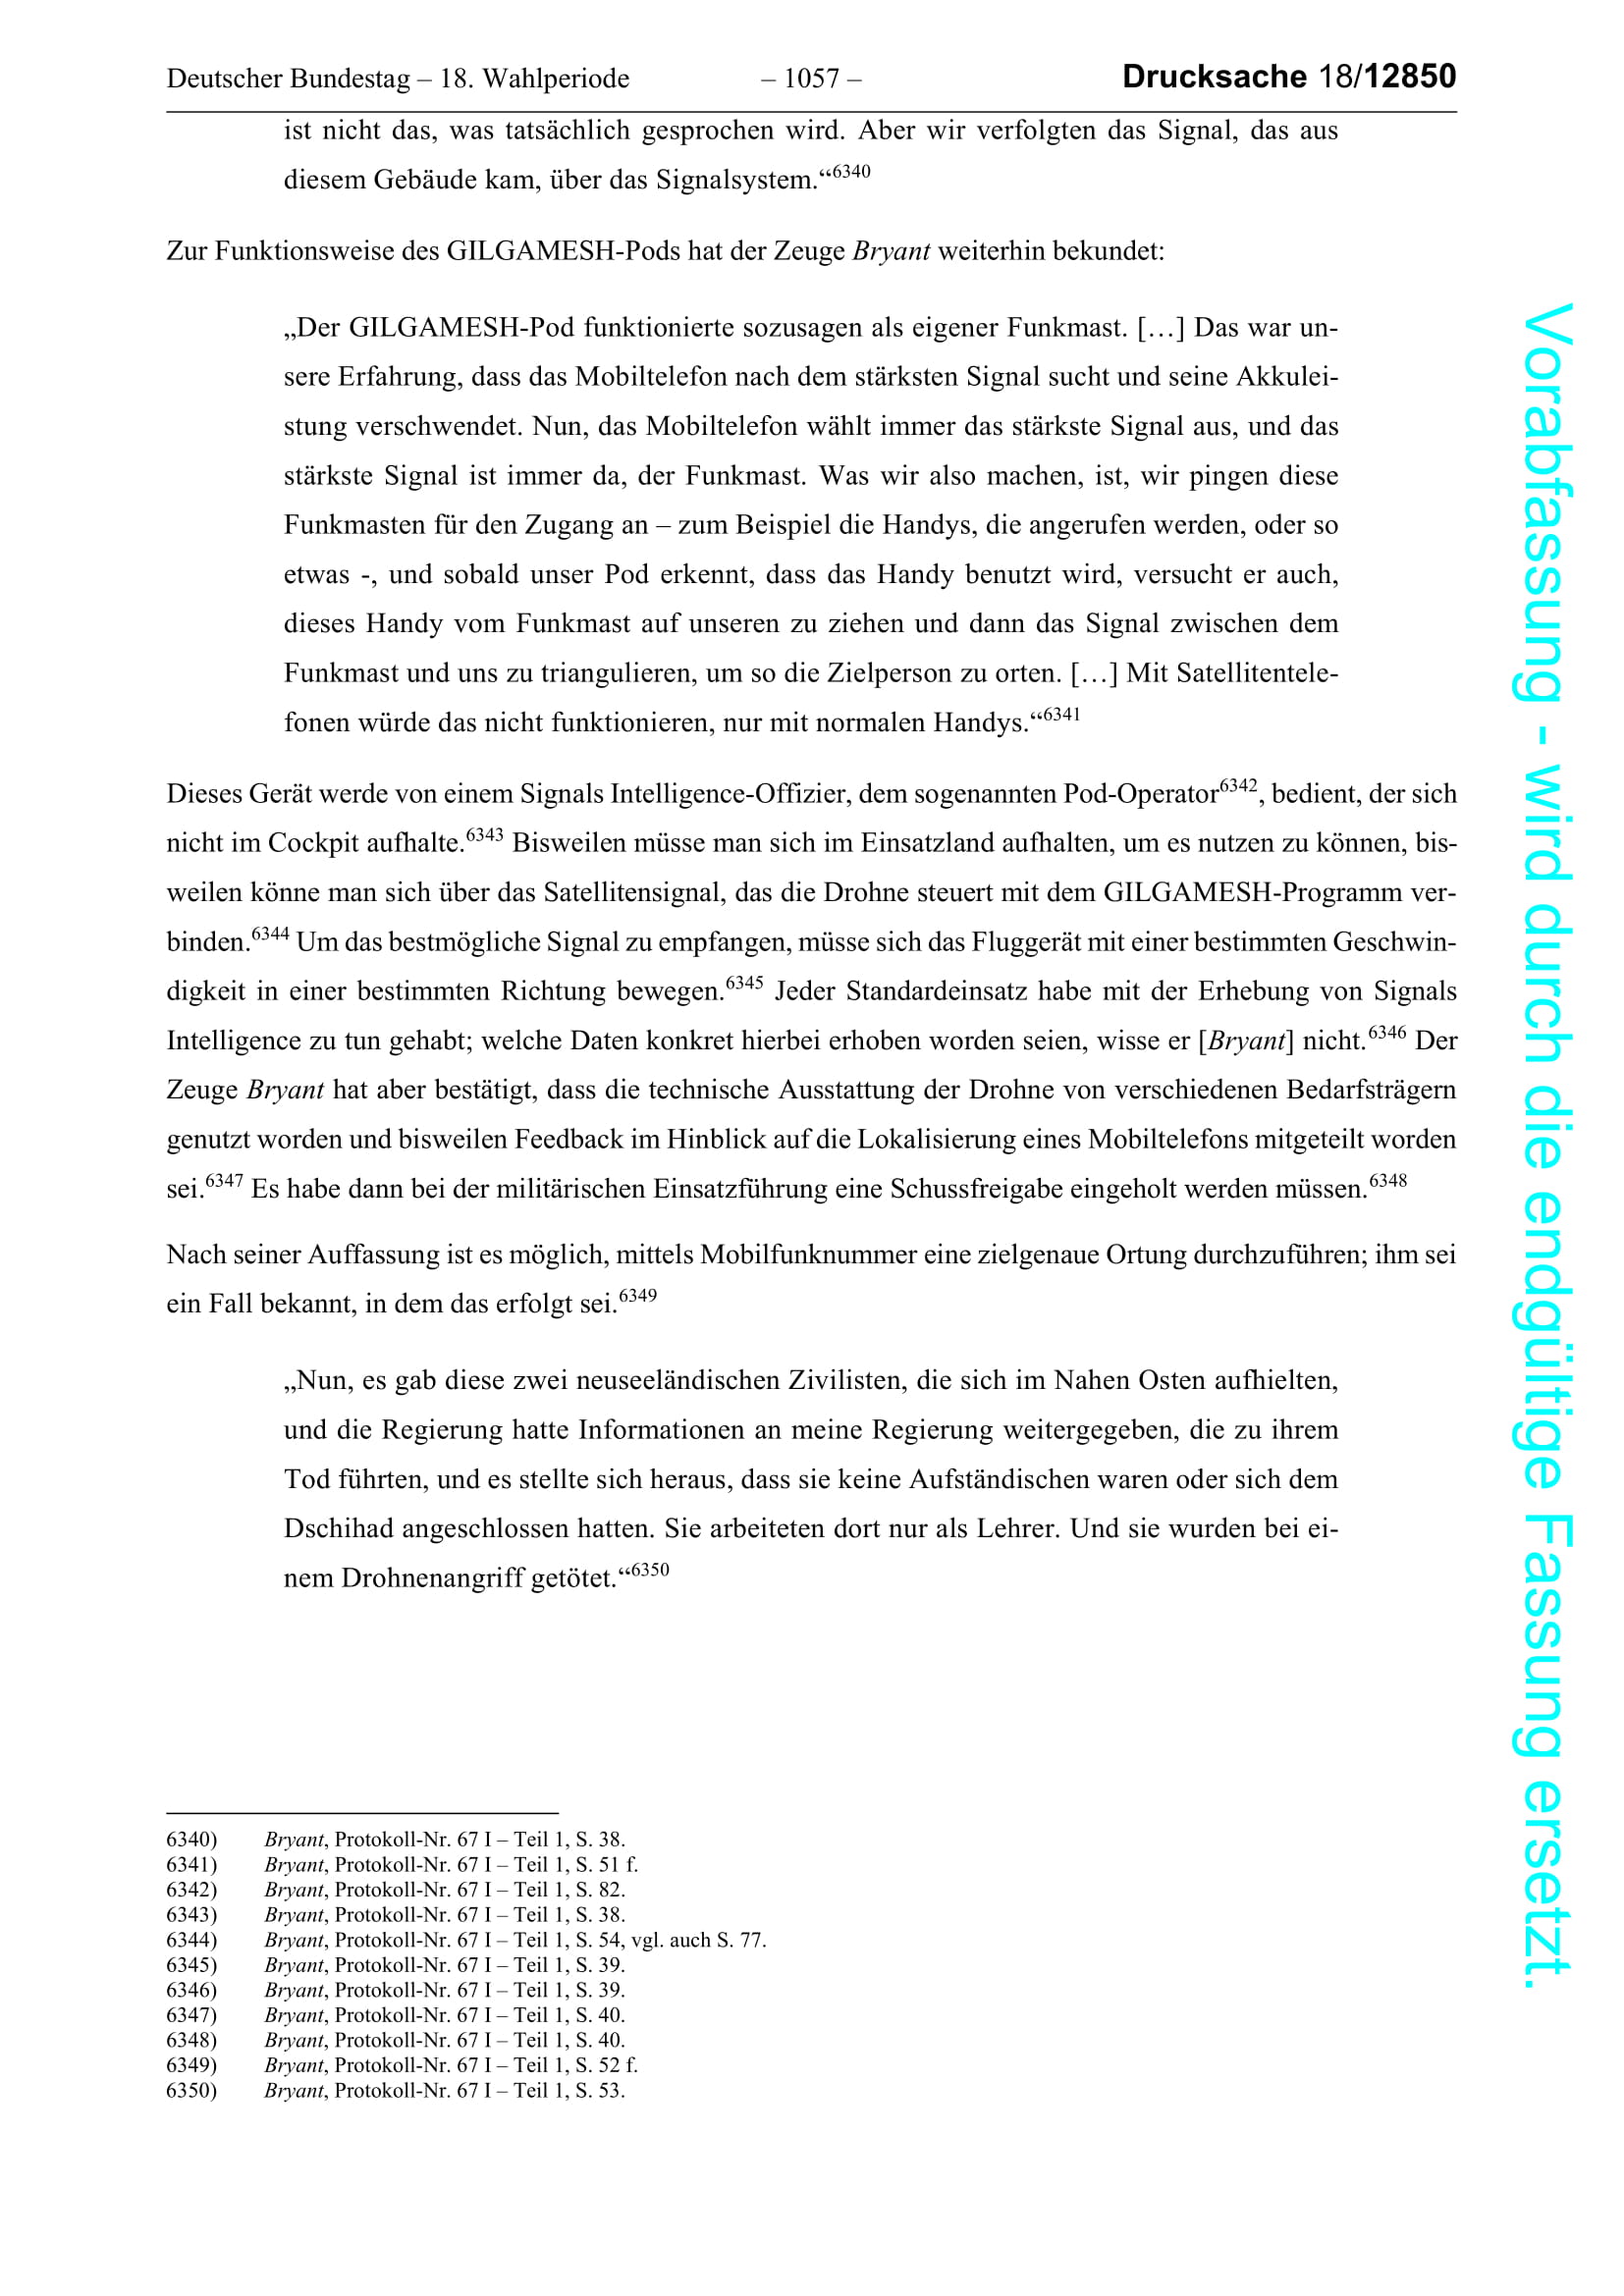 Deutscher Bundestag – 18. Wahlperiode – 1057 – Drucksache 18/12850
ist nicht das, was tatsächlich gesprochen wird. Aber wir verfolgten das Signal, das aus
diesem Gebäude kam, über das Signalsystem.“6340
Zur Funktionsweise des GILGAMESH-Pods hat der Zeuge Bryant weiterhin bekundet:
„Der GILGAMESH-Pod funktionierte sozusagen als eigener Funkmast. […] Das war un-
sere Erfahrung, dass das Mobiltelefon nach dem stärksten Signal sucht und seine Akkulei-
stung verschwendet. Nun, das Mobiltelefon wählt immer das stärkste Signal aus, und das
stärkste Signal ist immer da, der Funkmast. Was wir also machen, ist, wir pingen diese
Funkmasten für den Zugang an – zum Beispiel die Handys, die angerufen werden, oder so
etwas -, und sobald unser Pod erkennt, dass das Handy benutzt wird, versucht er auch,
dieses Handy vom Funkmast auf unseren zu ziehen und dann das Signal zwischen dem
Funkmast und uns zu triangulieren, um so die Zielperson zu orten. […] Mit Satellitentele-
fonen würde das nicht funktionieren, nur mit normalen Handys.“6341
Dieses Gerät werde von einem Signals Intelligence-Offizier, dem sogenannten Pod-Operator6342, bedient, der sich
nicht im Cockpit aufhalte.6343 Bisweilen müsse man sich im Einsatzland aufhalten, um es nutzen zu können, bis-
weilen könne man sich über das Satellitensignal, das die Drohne steuert mit dem GILGAMESH-Programm ver-
binden.6344 Um das bestmögliche Signal zu empfangen, müsse sich das Fluggerät mit einer bestimmten Geschwin-
digkeit in einer bestimmten Richtung bewegen.6345 Jeder Standardeinsatz habe mit der Erhebung von Signals
Intelligence zu tun gehabt; welche Daten konkret hierbei erhoben worden seien, wisse er [Bryant] nicht.6346 Der
Zeuge Bryant hat aber bestätigt, dass die technische Ausstattung der Drohne von verschiedenen Bedarfsträgern
genutzt worden und bisweilen Feedback im Hinblick auf die Lokalisierung eines Mobiltelefons mitgeteilt worden
sei.6347 Es habe dann bei der militärischen Einsatzführung eine Schussfreigabe eingeholt werden müssen.6348
Nach seiner Auffassung ist es möglich, mittels Mobilfunknummer eine zielgenaue Ortung durchzuführen; ihm sei
ein Fall bekannt, in dem das erfolgt sei.6349
„Nun, es gab diese zwei neuseeländischen Zivilisten, die sich im Nahen Osten aufhielten,
und die Regierung hatte Informationen an meine Regierung weitergegeben, die zu ihrem
Tod führten, und es stellte sich heraus, dass sie keine Aufständischen waren oder sich dem
Dschihad angeschlossen hatten. Sie arbeiteten dort nur als Lehrer. Und sie wurden bei ei-
nem Drohnenangriff getötet.“6350
6340) Bryant, Protokoll-Nr. 67 I – Teil 1, S. 38.
6341) Bryant, Protokoll-Nr. 67 I – Teil 1, S. 51 f.
6342) Bryant, Protokoll-Nr. 67 I – Teil 1, S. 82.
6343) Bryant, Protokoll-Nr. 67 I – Teil 1, S. 38.
6344) Bryant, Protokoll-Nr. 67 I – Teil 1, S. 54, vgl. auch S. 77.
6345) Bryant, Protokoll-Nr. 67 I – Teil 1, S. 39.
6346) Bryant, Protokoll-Nr. 67 I – Teil 1, S. 39.
6347) Bryant, Protokoll-Nr. 67 I – Teil 1, S. 40.
6348) Bryant, Protokoll-Nr. 67 I – Teil 1, S. 40.
6349) Bryant, Protokoll-Nr. 67 I – Teil 1, S. 52 f.
6350) Bryant, Protokoll-Nr. 67 I – Teil 1, S. 53.
Vorabfassung - wird durch die endgültige Fassung ersetzt.